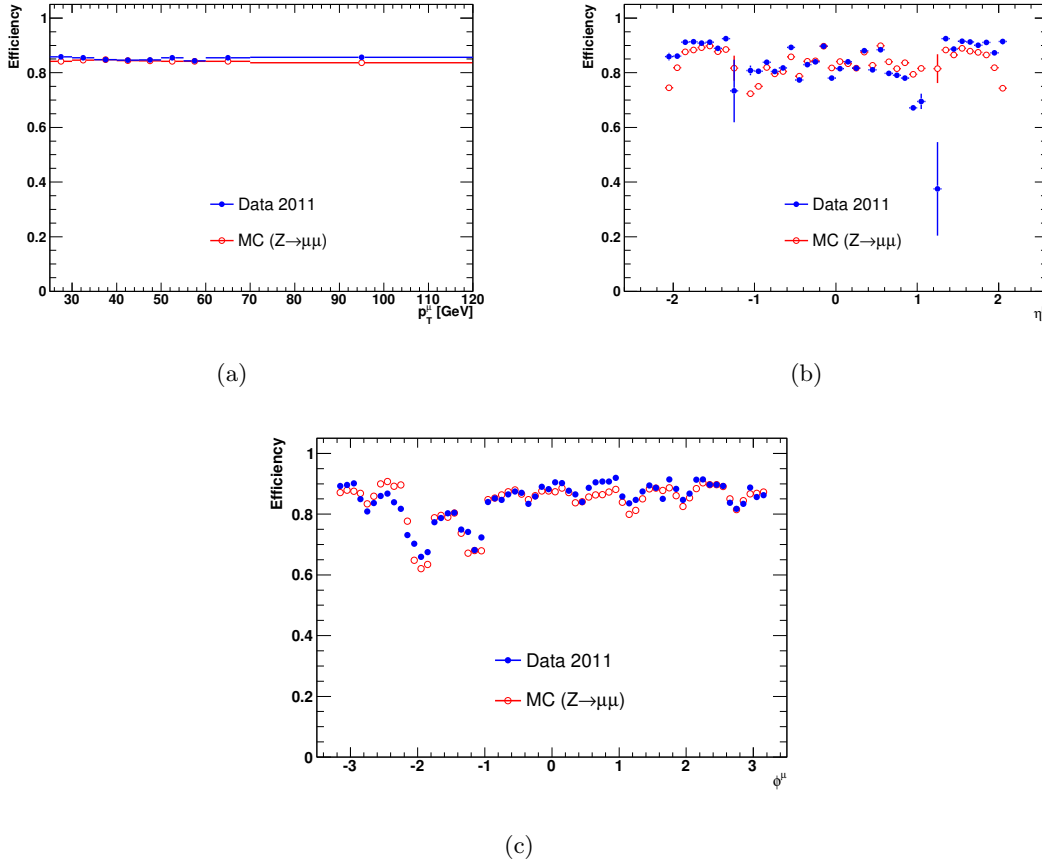 Efficiency
1
0.8
0.6
0.4
0.2
0
Data 2011
MC (Z→μμ)
30 40 50 60 70 80 90 100 110 120
p_T^μ [GeV]
(a)
Efficiency
1
0.8
0.6
0.4
0.2
0
Data 2011
MC (Z→μμ)
-2 -1 0 1 2
η
(b)
Efficiency
1
0.8
0.6
0.4
0.2
0
Data 2011
MC (Z→μμ)
-3 -2 -1 0 1 2 3
ϕ^μ
(c)